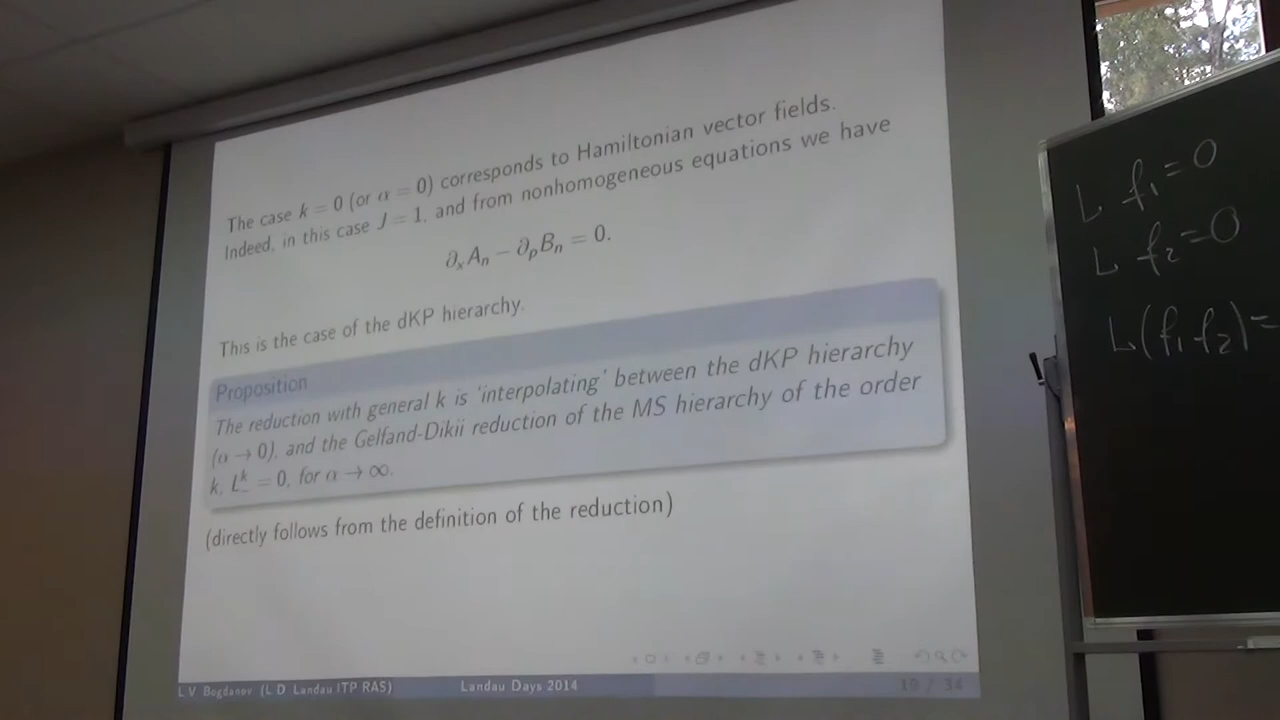 The case k = 0 (or α = 0) corresponds to Hamiltonian vector fields.
Indeed, in this case J = 1, and from nonhomogeneous equations we have
∂ₓAₙ − ∂ₚBₙ = 0.
This is the case of the dKP hierarchy.
Proposition
The reduction with general k is ‘interpolating’ between the dKP hierarchy
(α → 0), and the Gelfand-Dikii reduction of the MS hierarchy of the order
k, Lᵏ₋ = 0, for α → ∞.
(directly follows from the definition of the reduction)
L V Bogdanov (L D Landau ITP RAS)
Landau Days 2014
/ 34
L f₁ = 0
L f₂ = 0
L(f₁ f₂) =